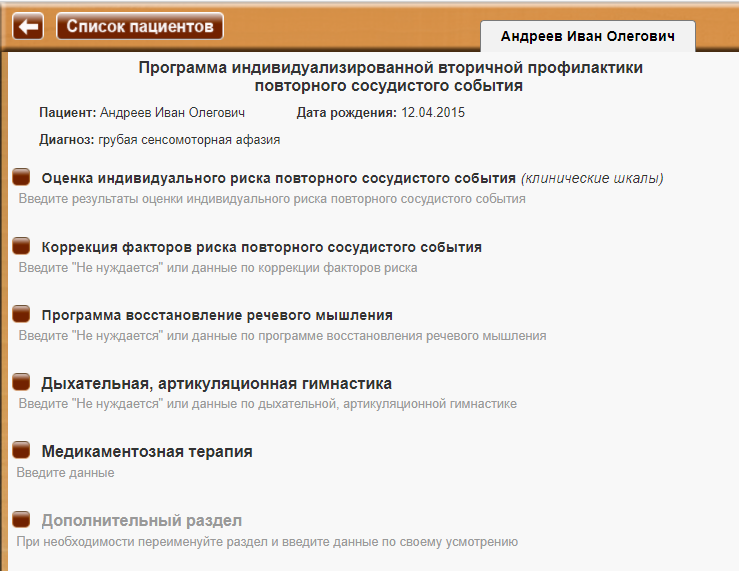 Список пациентов
Андреев Иван Олегович
Программа индивидуализированной вторичной профилактики
повторного сосудистого события
Пациент: Андреев Иван Олегович Дата рождения: 12.04.2015
Диагноз: грубая сенсомоторная афазия
Оценка индивидуального риска повторного сосудистого события (клинические шкалы)
Введите результаты оценки индивидуального риска повторного сосудистого события
Коррекция факторов риска повторного сосудистого события
Введите "Не нуждается" или данные по коррекции факторов риска
Программа восстановление речевого мышления
Введите "Не нуждается" или данные по программе восстановления речевого мышления
Дыхательная, артикуляционная гимнастика
Введите "Не нуждается" или данные по дыхательной, артикуляционной гимнастике
Медикаментозная терапия
Введите данные
Дополнительный раздел
При необходимости переименуйте раздел и введите данные по своему усмотрению